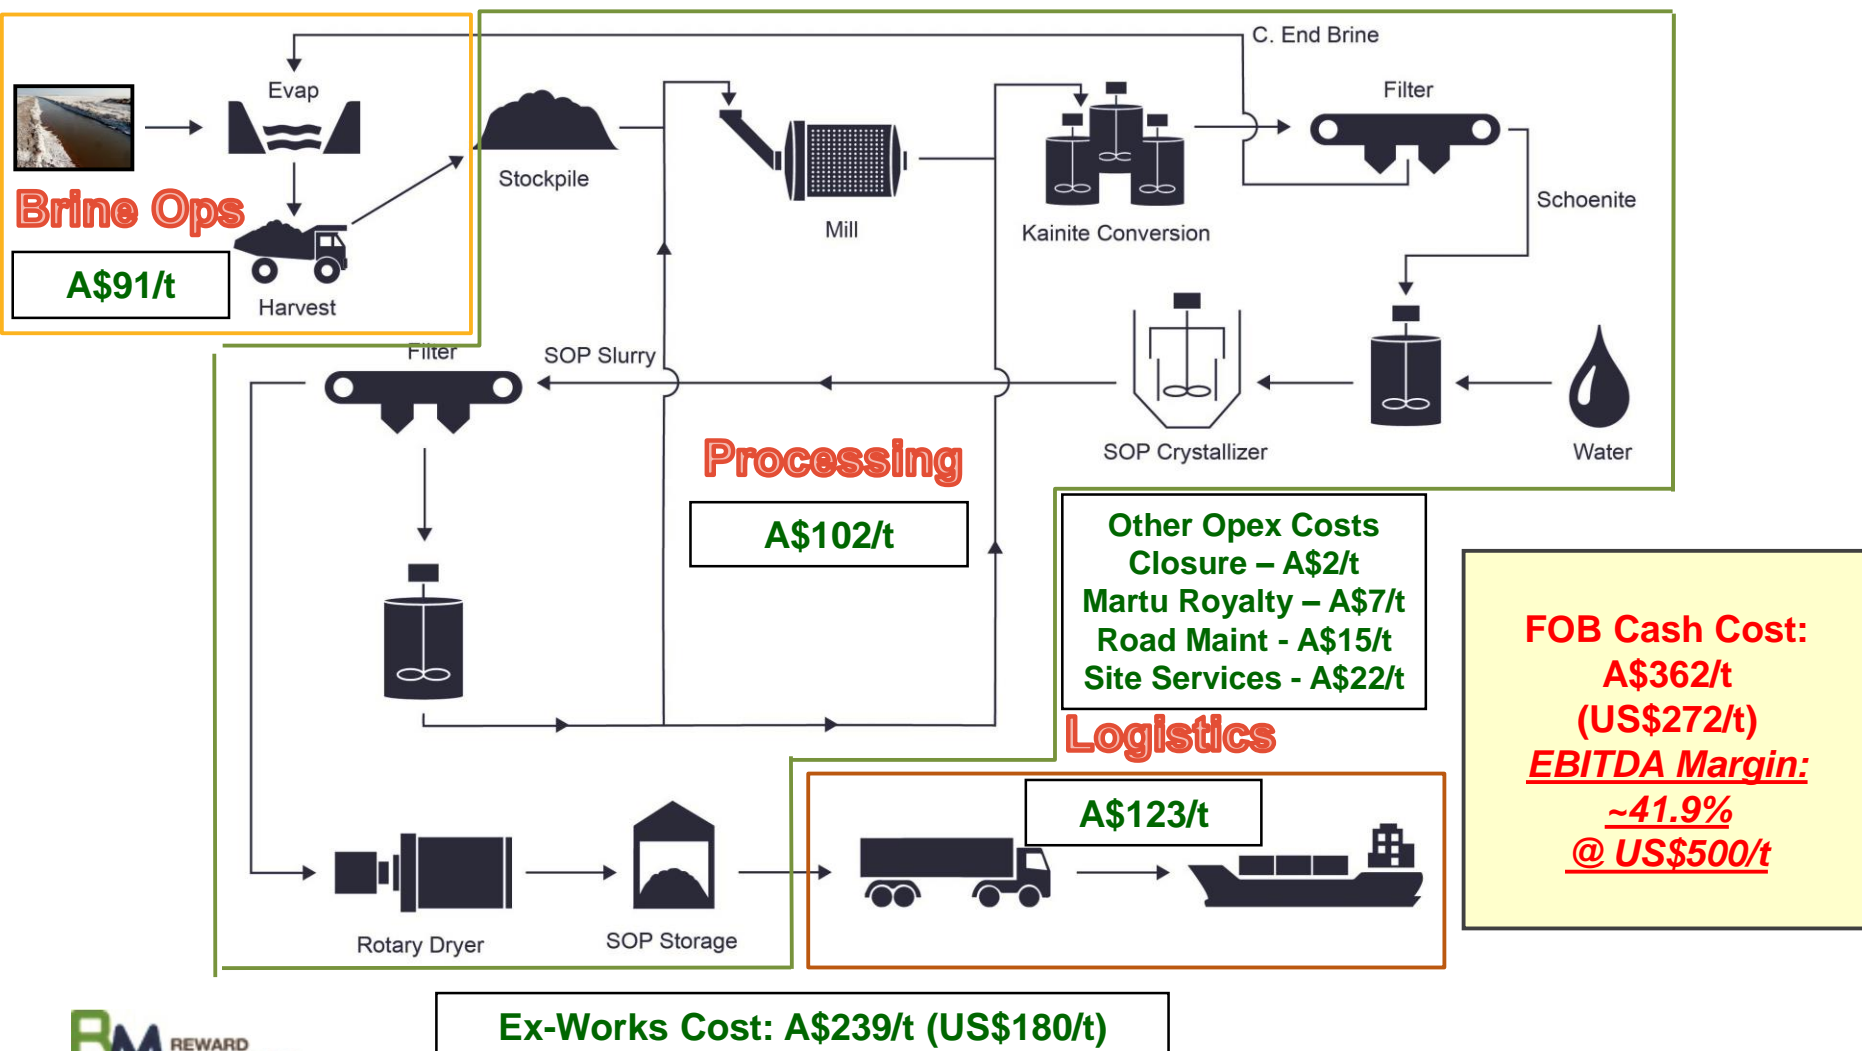 C. End Brine
Evap
Filter
Stockpile
Schoenite
Brine Ops
Mill
Kainite Conversion
A$91/t
Harvest
Filter
SOP Slurry
Processing
SOP Crystallizer
Water
A$102/t
Other Opex Costs
Closure – A$2/t
Martu Royalty – A$7/t
Road Maint - A$15/t
Site Services - A$22/t
FOB Cash Cost:
A$362/t
(US$272/t)
EBITDA Margin:
~41.9%
@ US$500/t
Logistics
A$123/t
Rotary Dryer
SOP Storage
Ex-Works Cost: A$239/t (US$180/t)
RM
REWARD